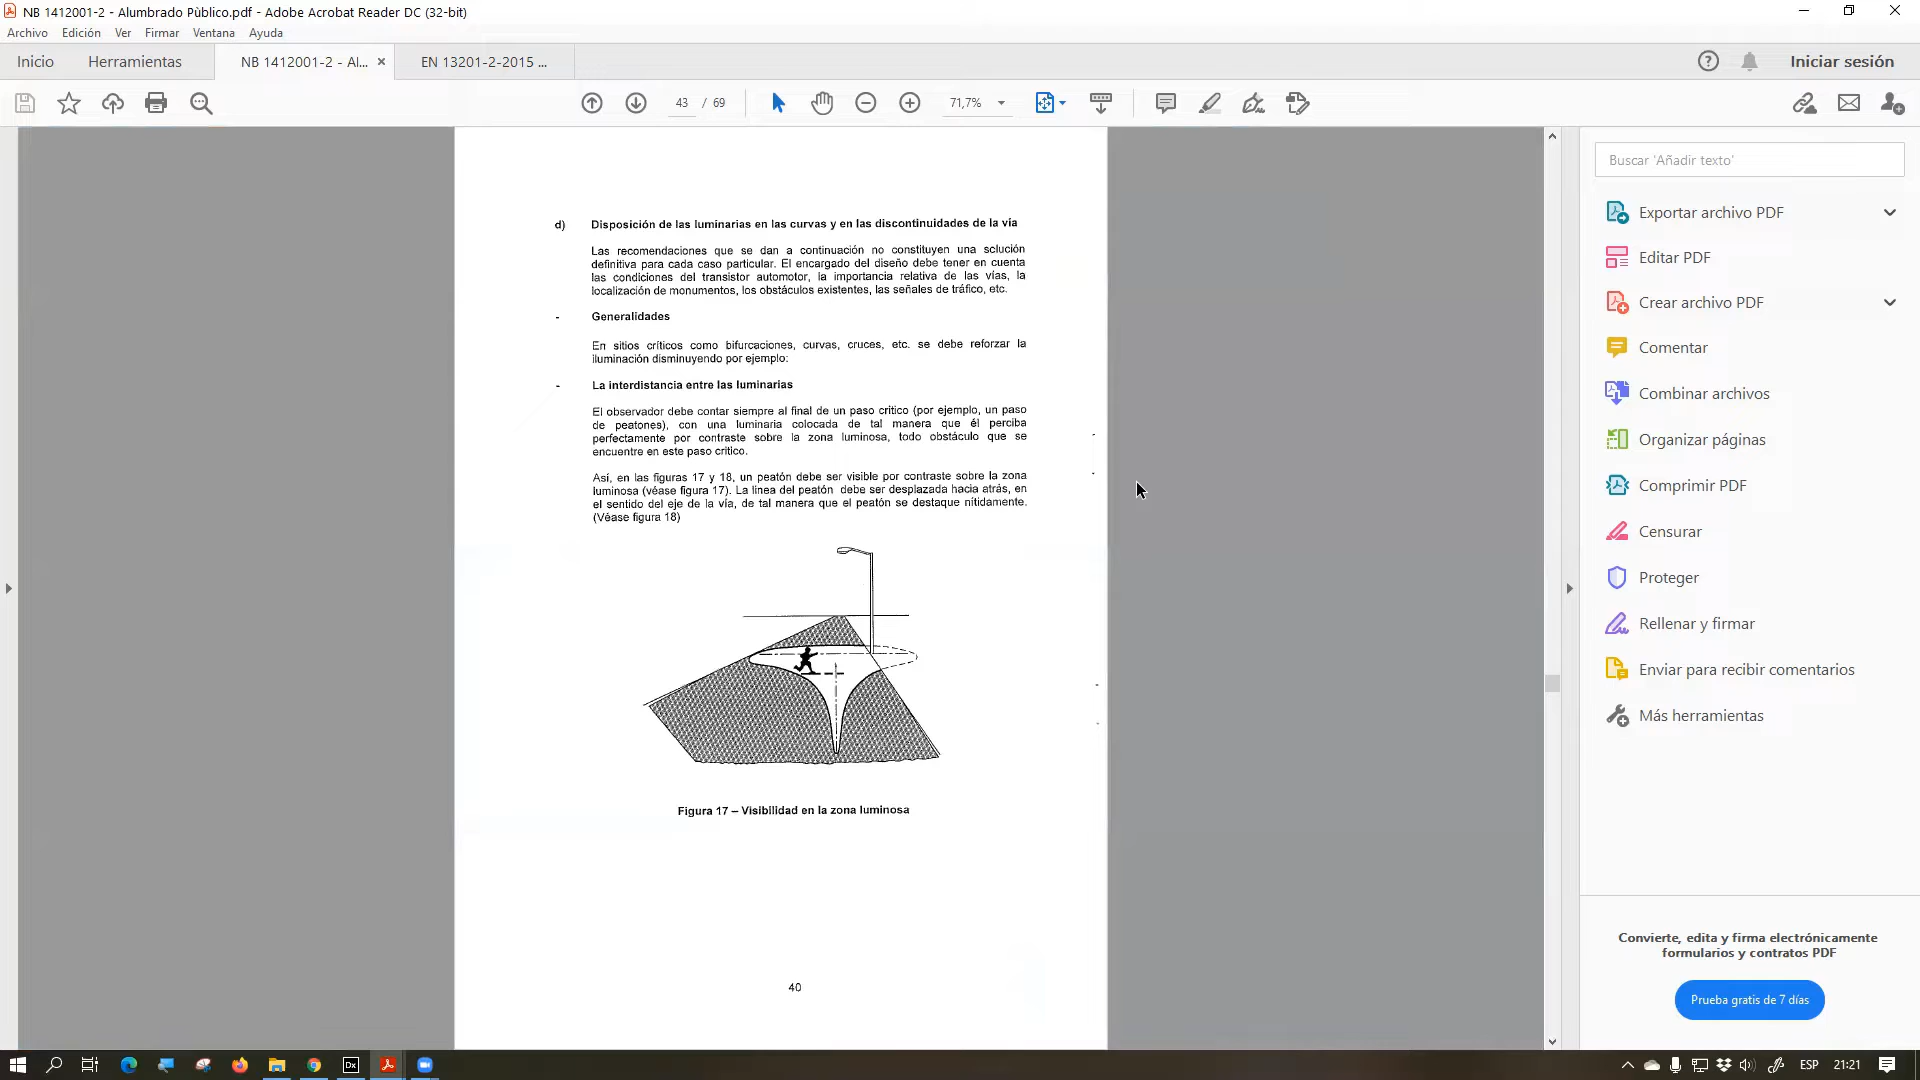 NB 1412001-2 - Alumbrado Pùblico.pdf - Adobe Acrobat Reader DC (32-bit)
Archivo Edición Ver Firmar Ventana Ayuda
Inicio Herramientas NB 1412001-2 - Al... × EN 13201-2-2015 ... Iniciar sesión
43 / 69 71,7%
Buscar 'Añadir texto'
Exportar archivo PDF
Editar PDF
Crear archivo PDF
Comentar
Combinar archivos
Organizar páginas
Comprimir PDF
Censurar
Proteger
Rellenar y firmar
Enviar para recibir comentarios
Más herramientas
Convierte, edita y firma electrónicamente
formularios y contratos PDF
Prueba gratis de 7 días
d) Disposición de las luminarias en las curvas y en las discontinuidades de la vía
Las recomendaciones que se dan a continuación no constituyen una sclución
definitiva para cada caso particular. El encargado del diseño debe tener en cuenta
las condiciones del transistor automotor, la importancia relativa de las vías, la
localización de monumentos, los obstáculos existentes, las señales de tráfico, etc.
- Generalidades
En sitios críticos como bifurcaciones, curvas, cruces, etc. se debe reforzar la
iluminación disminuyendo por ejemplo:
- La interdistancia entre las luminarias
El observador debe contar siempre al final de un paso critico (por ejemplo, un paso
de peatones), con una luminaria colocada de tal manera que él perciba
perfectamente por contraste sobre la zona luminosa, todo obstáculo que se
encuentre en este paso critico.
Así, en las figuras 17 y 18, un peatón debe ser visible por contraste sobre la zona
luminosa (véase figura 17). La linea del peatón debe ser desplazada hacia atrás, en
el sentido del eje de la vía, de tal manera que el peatón se destaque nítidamente.
(Véase figura 18)
Figura 17 – Visibilidad en la zona luminosa
40
Dx ESP 21:21